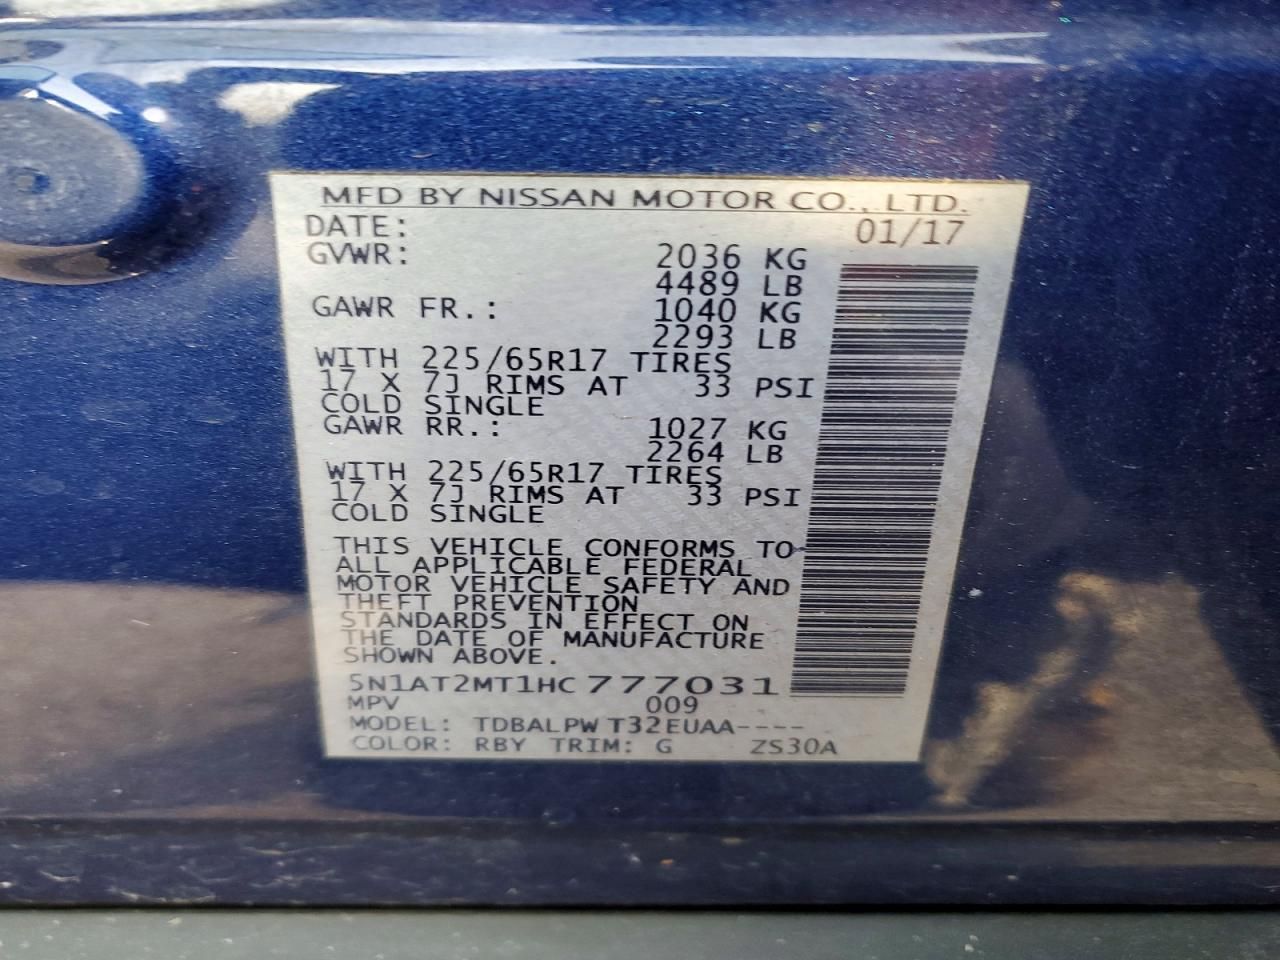 MFD BY NISSAN MOTOR CO., LTD.
DATE: 01/17
GVWR: 2036 KG
4489 LB
GAWR FR.: 1040 KG
2293 LB
WITH 225/65R17 TIRES
17 X 7J RIMS AT 33 PSI
COLD SINGLE
GAWR RR.: 1027 KG
2264 LB
WITH 225/65R17 TIRES
17 X 7J RIMS AT 33 PSI
COLD SINGLE
THIS VEHICLE CONFORMS TO
ALL APPLICABLE FEDERAL
MOTOR VEHICLE SAFETY AND
THEFT PREVENTION
STANDARDS IN EFFECT ON
THE DATE OF MANUFACTURE
SHOWN ABOVE.
5N1AT2MT1HC777031
MPV 009
MODEL: TDBALPW T32EUAA----
COLOR: RBY TRIM: G ZS30A